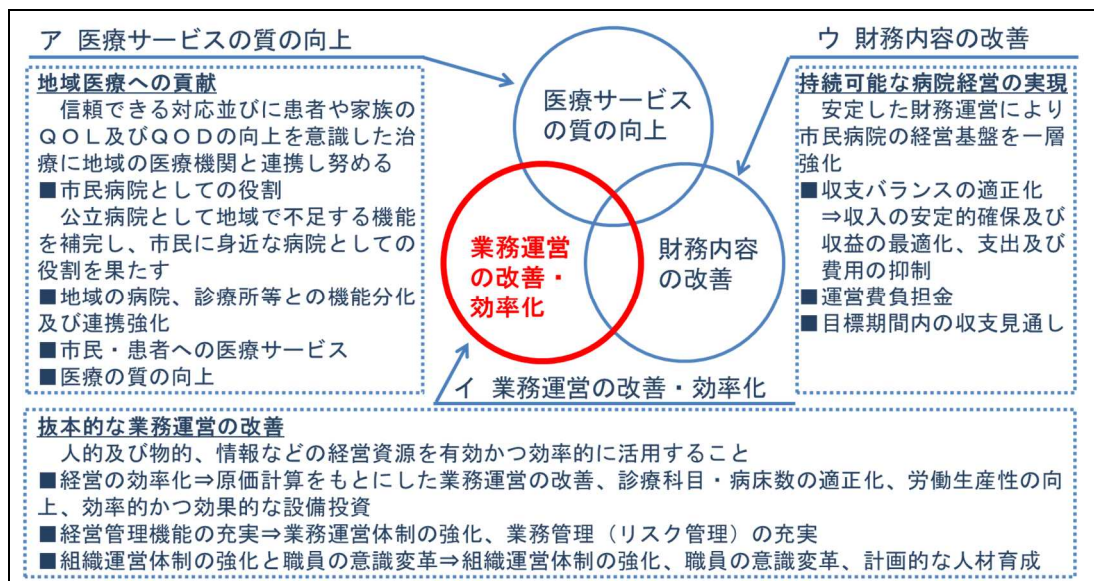 ア 医療サービスの質の向上
地域医療への貢献
信頼できる対応並びに患者や家族の
QOL及びQODの向上を意識した治
療に地域の医療機関と連携し努める
■市民病院としての役割
公立病院として地域で不足する機能
を補完し、市民に身近な病院としての
役割を果たす
■地域の病院、診療所等との機能分化
及び連携強化
■市民・患者への医療サービス
■医療の質の向上
医療サービス
の質の向上
業務運営
の改善・
効率化
財務内容
の改善
ウ 財務内容の改善
持続可能な病院経営の実現
安定した財務運営により
市民病院の経営基盤を一層
強化
■収支バランスの適正化
⇒収入の安定的確保及び
収益の最適化、支出及び
費用の抑制
■運営費負担金
■目標期間内の収支見通し
イ 業務運営の改善・効率化
抜本的な業務運営の改善
人的及び物的、情報などの経営資源を有効かつ効率的に活用すること
■経営の効率化⇒原価計算をもとにした業務運営の改善、診療科目・病床数の適正化、労働生産性の向
上、効率的かつ効果的な設備投資
■経営管理機能の充実⇒業務運営体制の強化、業務管理（リスク管理）の充実
■組織運営体制の強化と職員の意識変革⇒組織運営体制の強化、職員の意識変革、計画的な人材育成